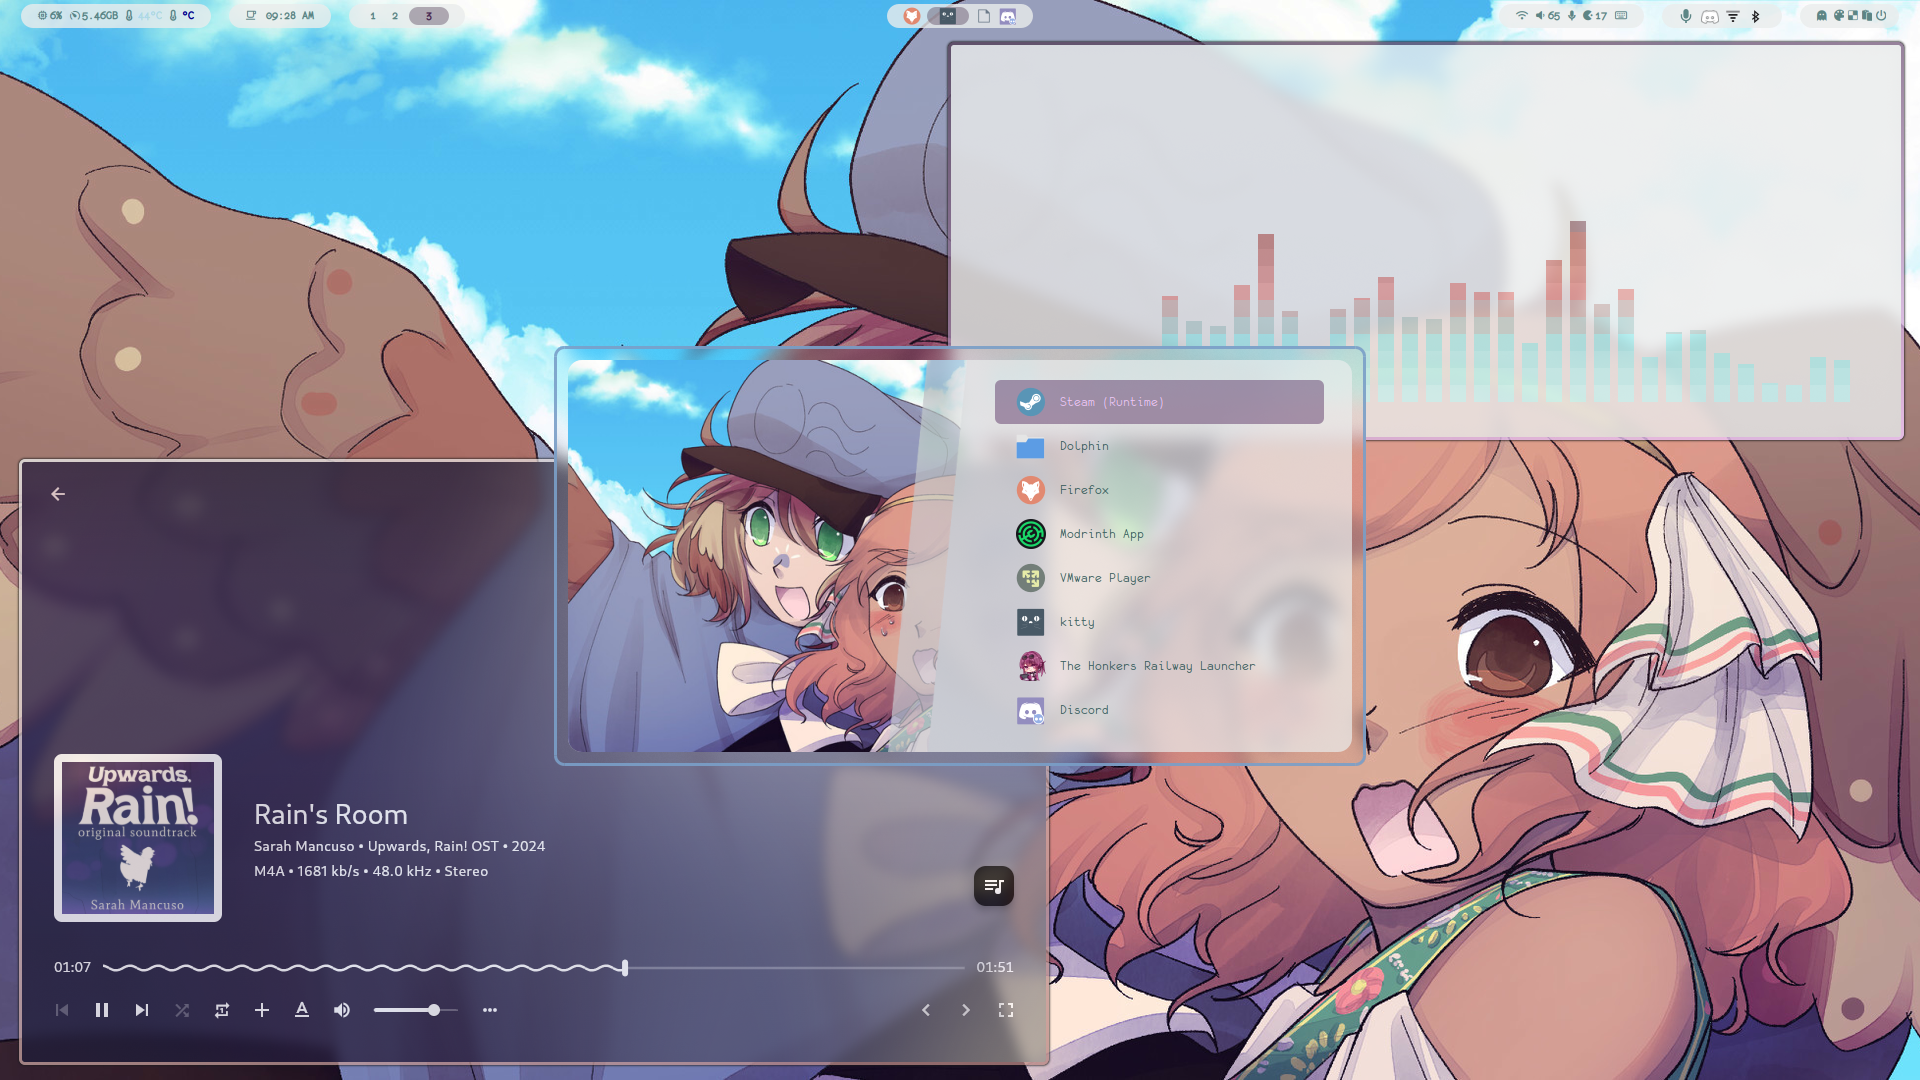 6% 5.46GB 44°C °C
09:28 AM
1 2 3
65 17
Steam (Runtime)
Dolphin
Firefox
Modrinth App
VMware Player
kitty
The Honkers Railway Launcher
Discord
Upwards,
Rain!
original soundtrack
Sarah Mancuso
Rain's Room
Sarah Mancuso • Upwards, Rain! OST • 2024
M4A • 1681 kb/s • 48.0 kHz • Stereo
01:07
01:51